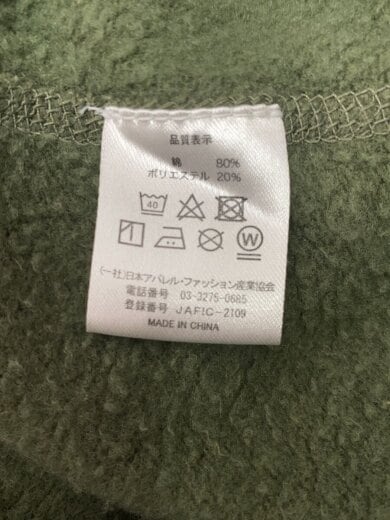 品質表示
綿 80%
ポリエステル 20%
40
W
(一社)日本アパレル・ファッション産業協会
電話番号 03-3275-0685
登録番号 JAFIC-2109
MADE IN CHINA